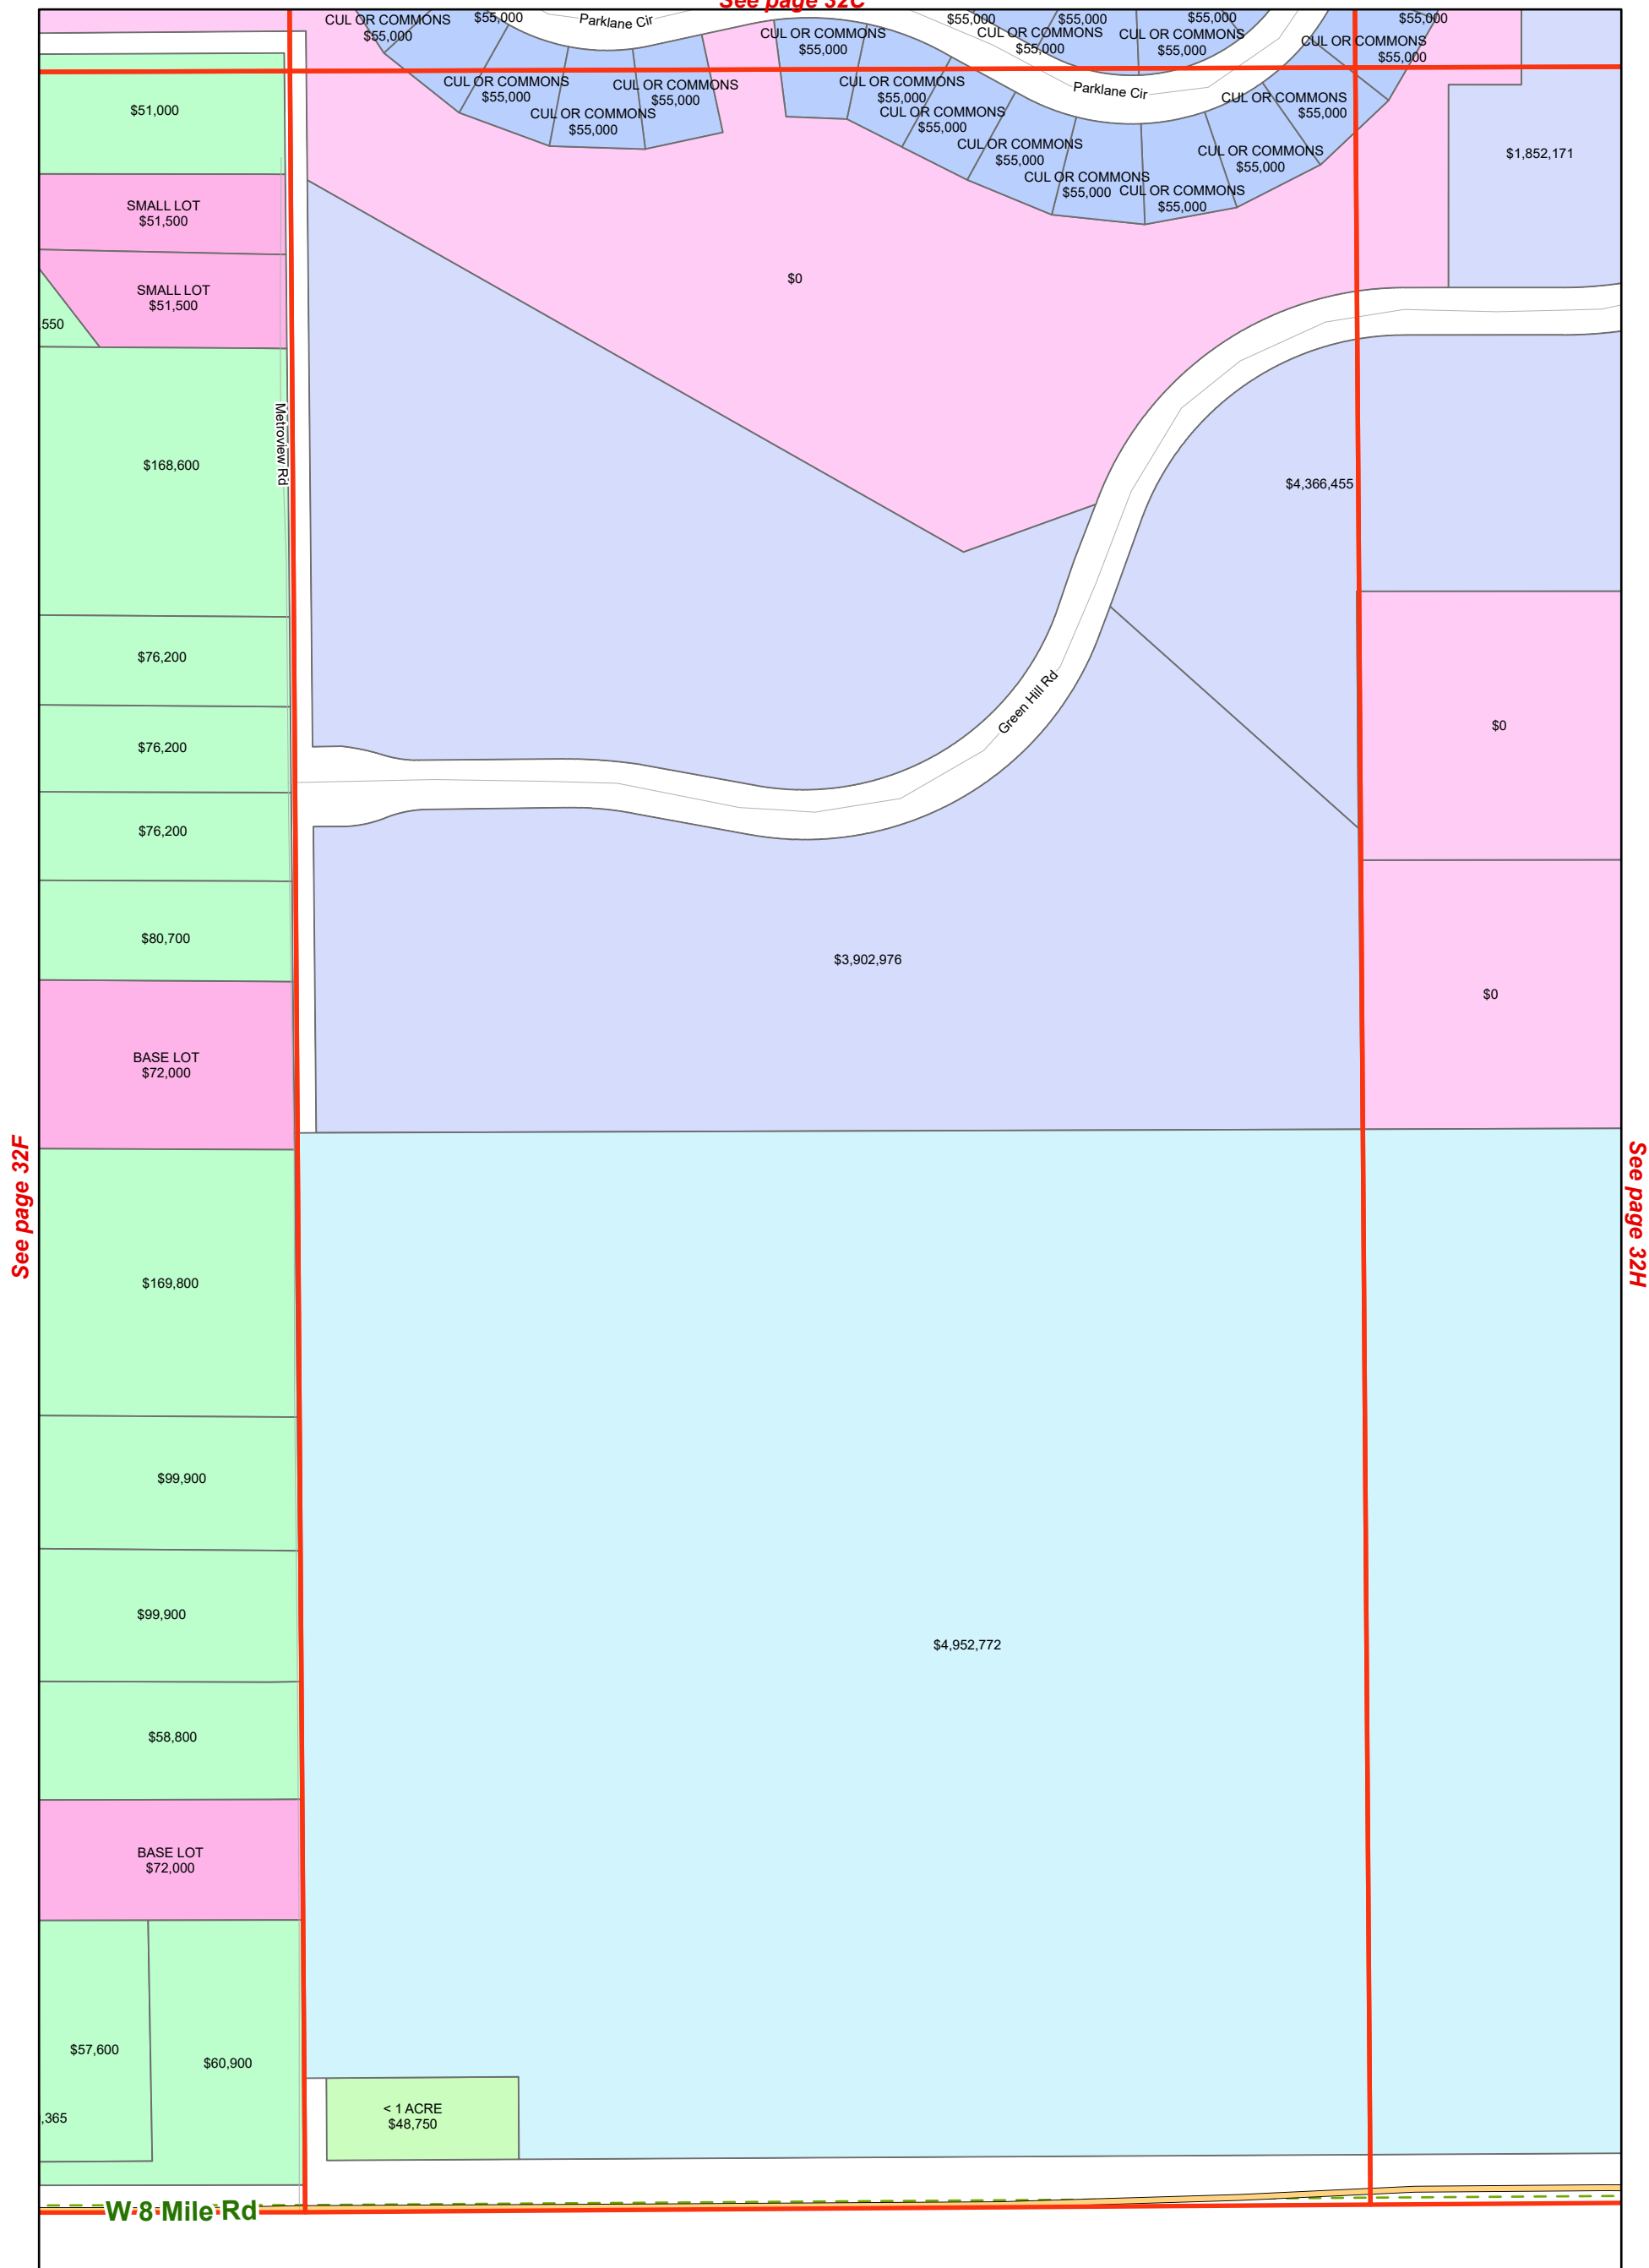 See page 32C
CUL OR COMMONS
$55,000
$55,000
Parklane Cir
CUL OR COMMONS
$55,000
$55,000
CUL OR COMMONS
$55,000
$55,000
$55,000
CUL OR COMMONS
$55,000
$55,000
CUL OR COMMONS
$55,000
CUL OR COMMONS
$55,000
CUL OR COMMONS
$55,000
CUL OR COMMONS
$55,000
CUL OR COMMONS
$55,000
CUL OR COMMONS
$55,000
Parklane Cir
CUL OR COMMONS
$55,000
CUL OR COMMONS
$55,000
CUL OR COMMONS
$55,000
CUL OR COMMONS
$55,000
CUL OR COMMONS
$55,000
$51,000
$1,852,171
SMALL LOT
$51,500
SMALL LOT
$51,500
,550
$0
Metroview Rd
$168,600
$4,366,455
$76,200
Green Hill Rd
$76,200
$0
$76,200
$80,700
$3,902,976
$0
BASE LOT
$72,000
See page 32F
See page 32H
$169,800
$99,900
$99,900
$4,952,772
$58,800
BASE LOT
$72,000
$57,600
$60,900
,365
< 1 ACRE
$48,750
W 8 Mile Rd